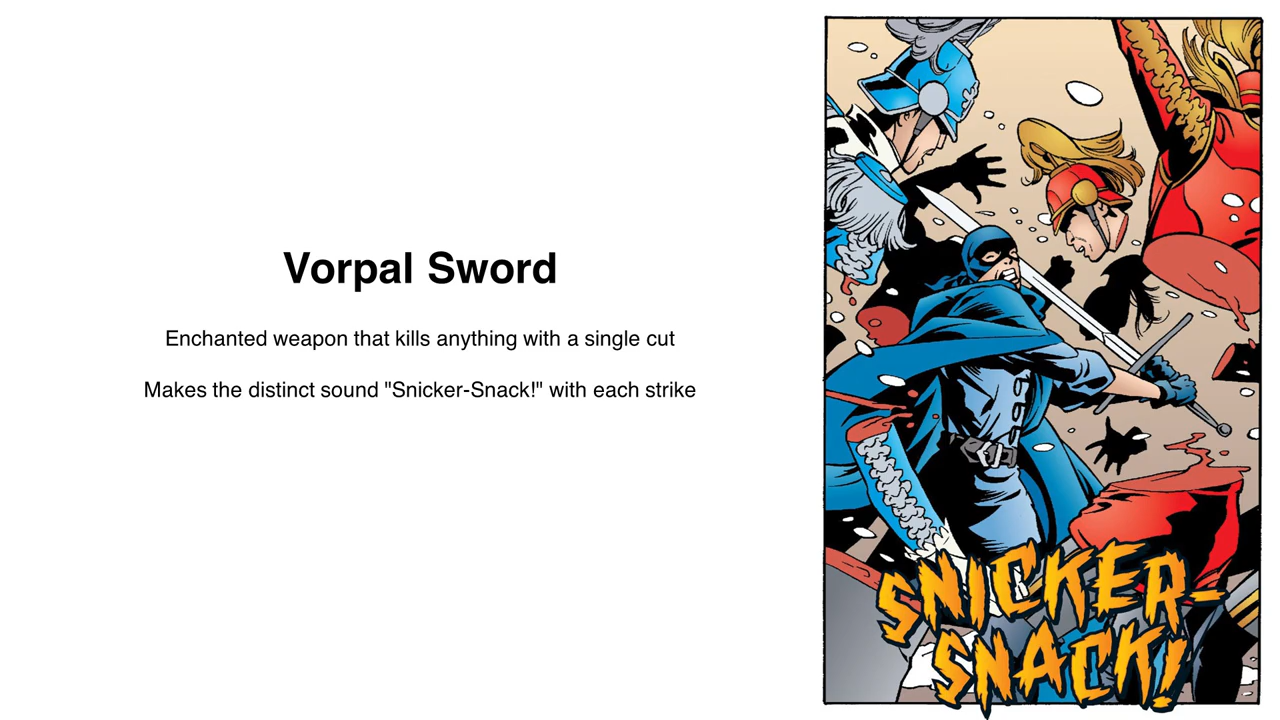 Vorpal Sword
Enchanted weapon that kills anything with a single cut
Makes the distinct sound "Snicker-Snack!" with each strike
SNICKER-
SNACK!